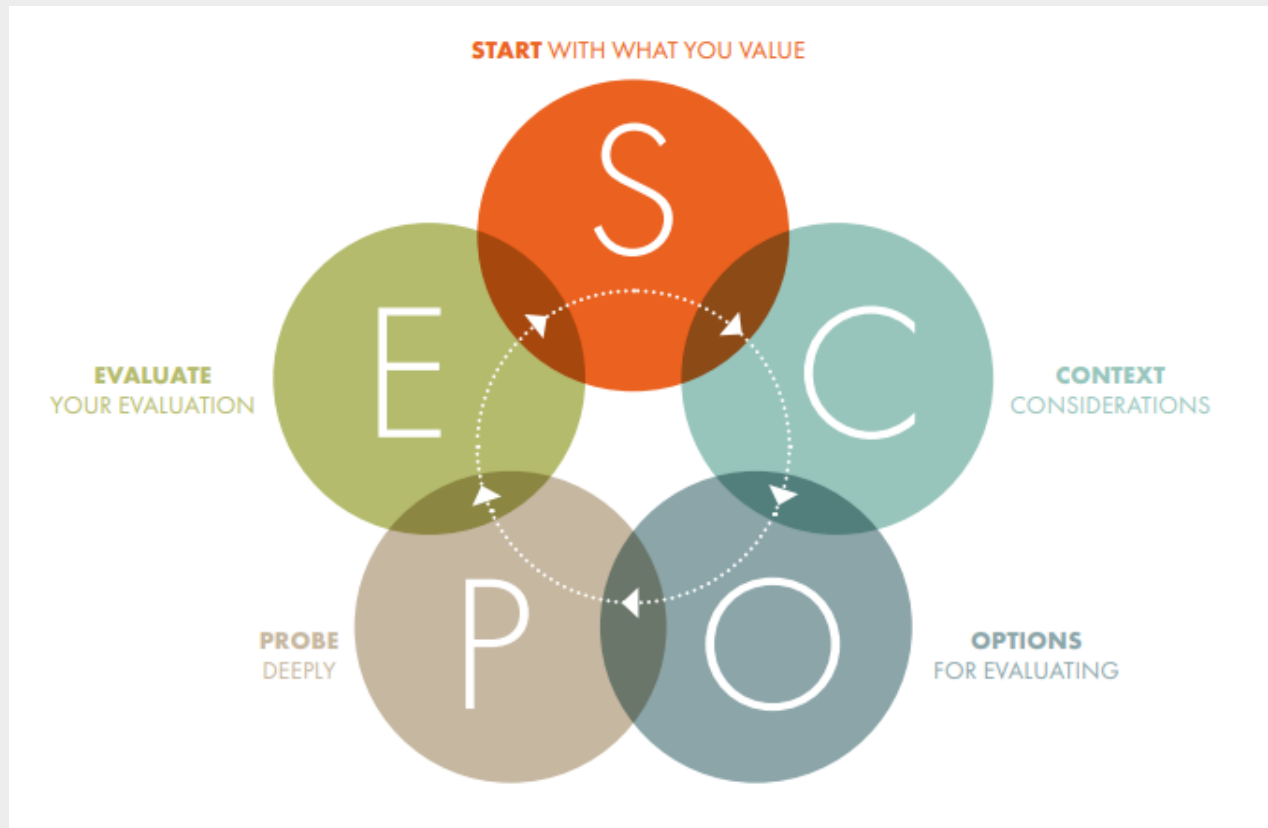 START WITH WHAT YOU VALUE
S
C
CONTEXT
CONSIDERATIONS
O
OPTIONS
FOR EVALUATING
P
PROBE
DEEPLY
E
EVALUATE
YOUR EVALUATION